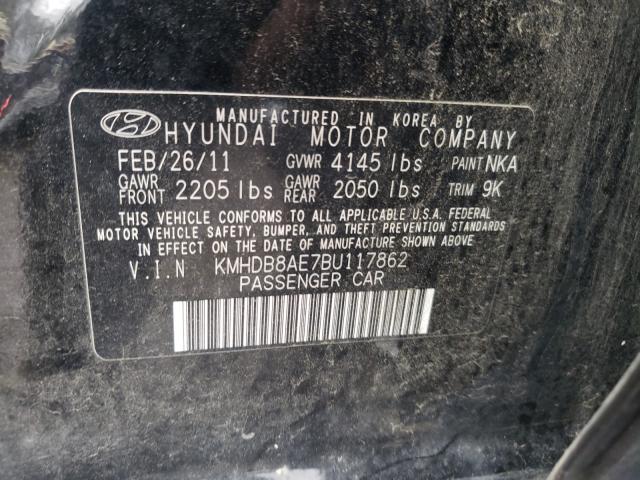 MANUFACTURED IN KOREA BY
HYUNDAI MOTOR COMPANY
FEB/26/11 GVWR 4145 lbs PAINT NKA
GAWR FRONT 2205 lbs GAWR REAR 2050 lbs TRIM 9K
THIS VEHICLE CONFORMS TO ALL APPLICABLE U.S.A. FEDERAL
MOTOR VEHICLE SAFETY, BUMPER, AND THEFT PREVENTION STANDARDS
IN EFFECT ON THE DATE OF MANUFACTURE SHOWN ABOVE
V.I.N KMHDB8AE7BU117862
PASSENGER CAR